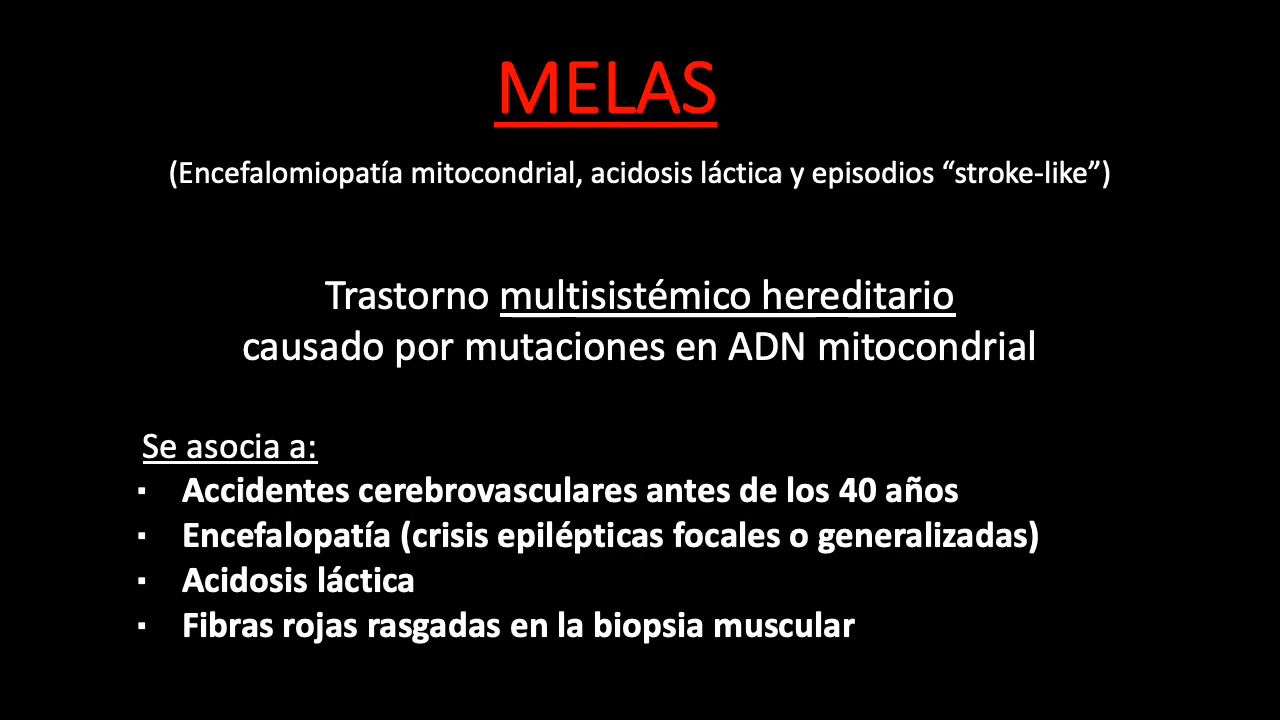 MELAS
(Encefalomiopatía mitocondrial, acidosis láctica y episodios “stroke-like”)
Trastorno multisistémico hereditario
causado por mutaciones en ADN mitocondrial
Se asocia a:
▪ Accidentes cerebrovasculares antes de los 40 años
▪ Encefalopatía (crisis epilépticas focales o generalizadas)
▪ Acidosis láctica
▪ Fibras rojas rasgadas en la biopsia muscular